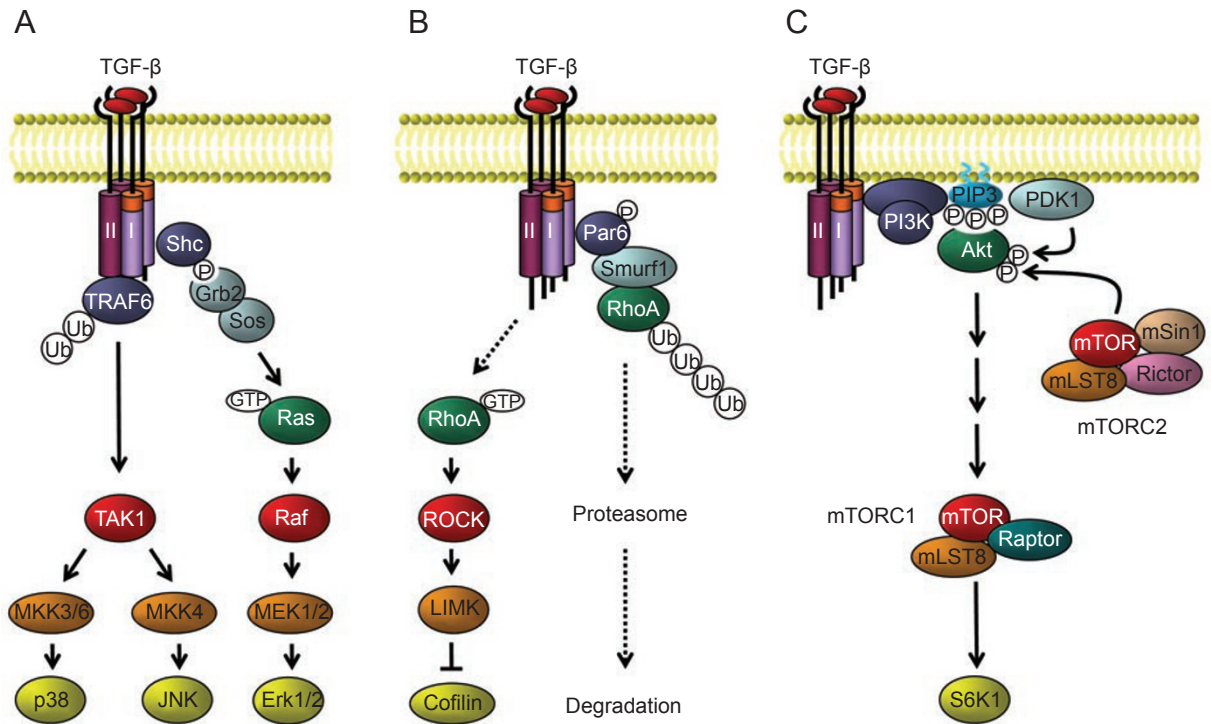 A
TGF-β
II
I
Shc
P
Grb2
Sos
TRAF6
Ub
Ub
GTP
Ras
TAK1
Raf
MKK3/6
MKK4
MEK1/2
p38
JNK
Erk1/2
B
TGF-β
II
I
P
Par6
Smurf1
RhoA
Ub
Ub
Ub
Ub
RhoA
GTP
ROCK
Proteasome
LIMK
Cofilin
Degradation
C
TGF-β
II
I
PI3K
PIP3
P
P
P
PDK1
Akt
P
P
mTOR
mSin1
mLST8
Rictor
mTORC2
mTORC1
mTOR
Raptor
mLST8
S6K1